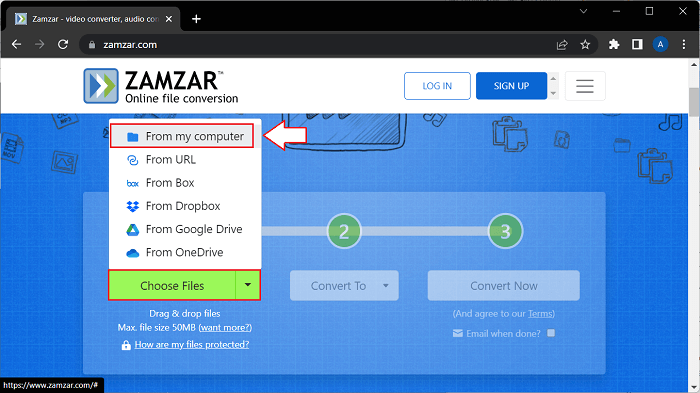 Zamzar - video converter, audio con
zamzar.com
A
ZAMZAR™
Online file conversion
LOG IN
SIGN UP
From my computer
From URL
box From Box
From Dropbox
From Google Drive
From OneDrive
2
3
Choose Files
Convert To
Convert Now
Drag & drop files
Max. file size 50MB (want more?)
How are my files protected?
(And agree to our Terms)
Email when done?
https://www.zamzar.com/#